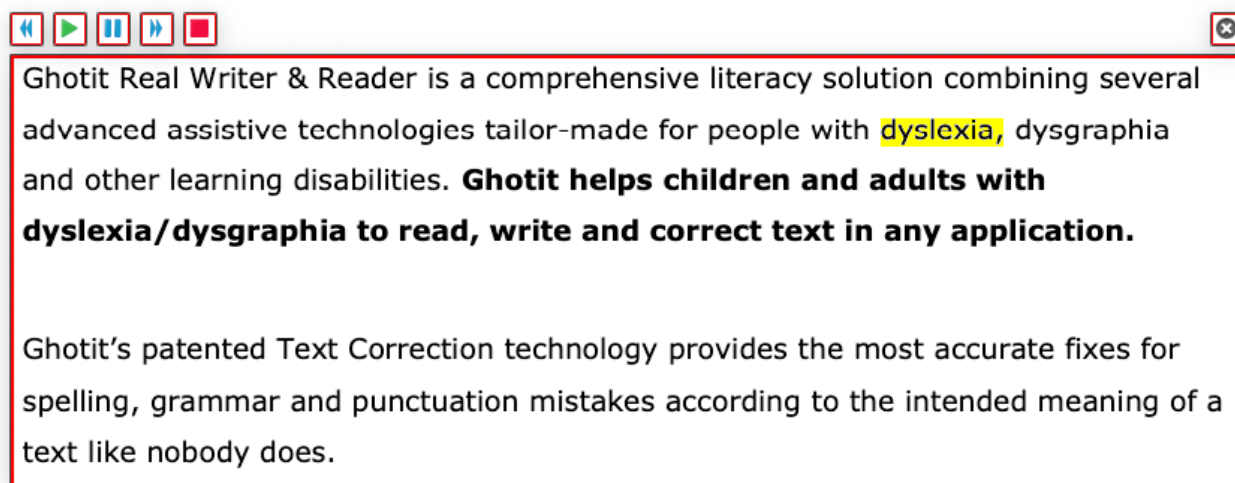 Ghotit Real Writer & Reader is a comprehensive literacy solution combining several
advanced assistive technologies tailor-made for people with dyslexia, dysgraphia
and other learning disabilities. Ghotit helps children and adults with
dyslexia/dysgraphia to read, write and correct text in any application.
Ghotit’s patented Text Correction technology provides the most accurate fixes for
spelling, grammar and punctuation mistakes according to the intended meaning of a
text like nobody does.